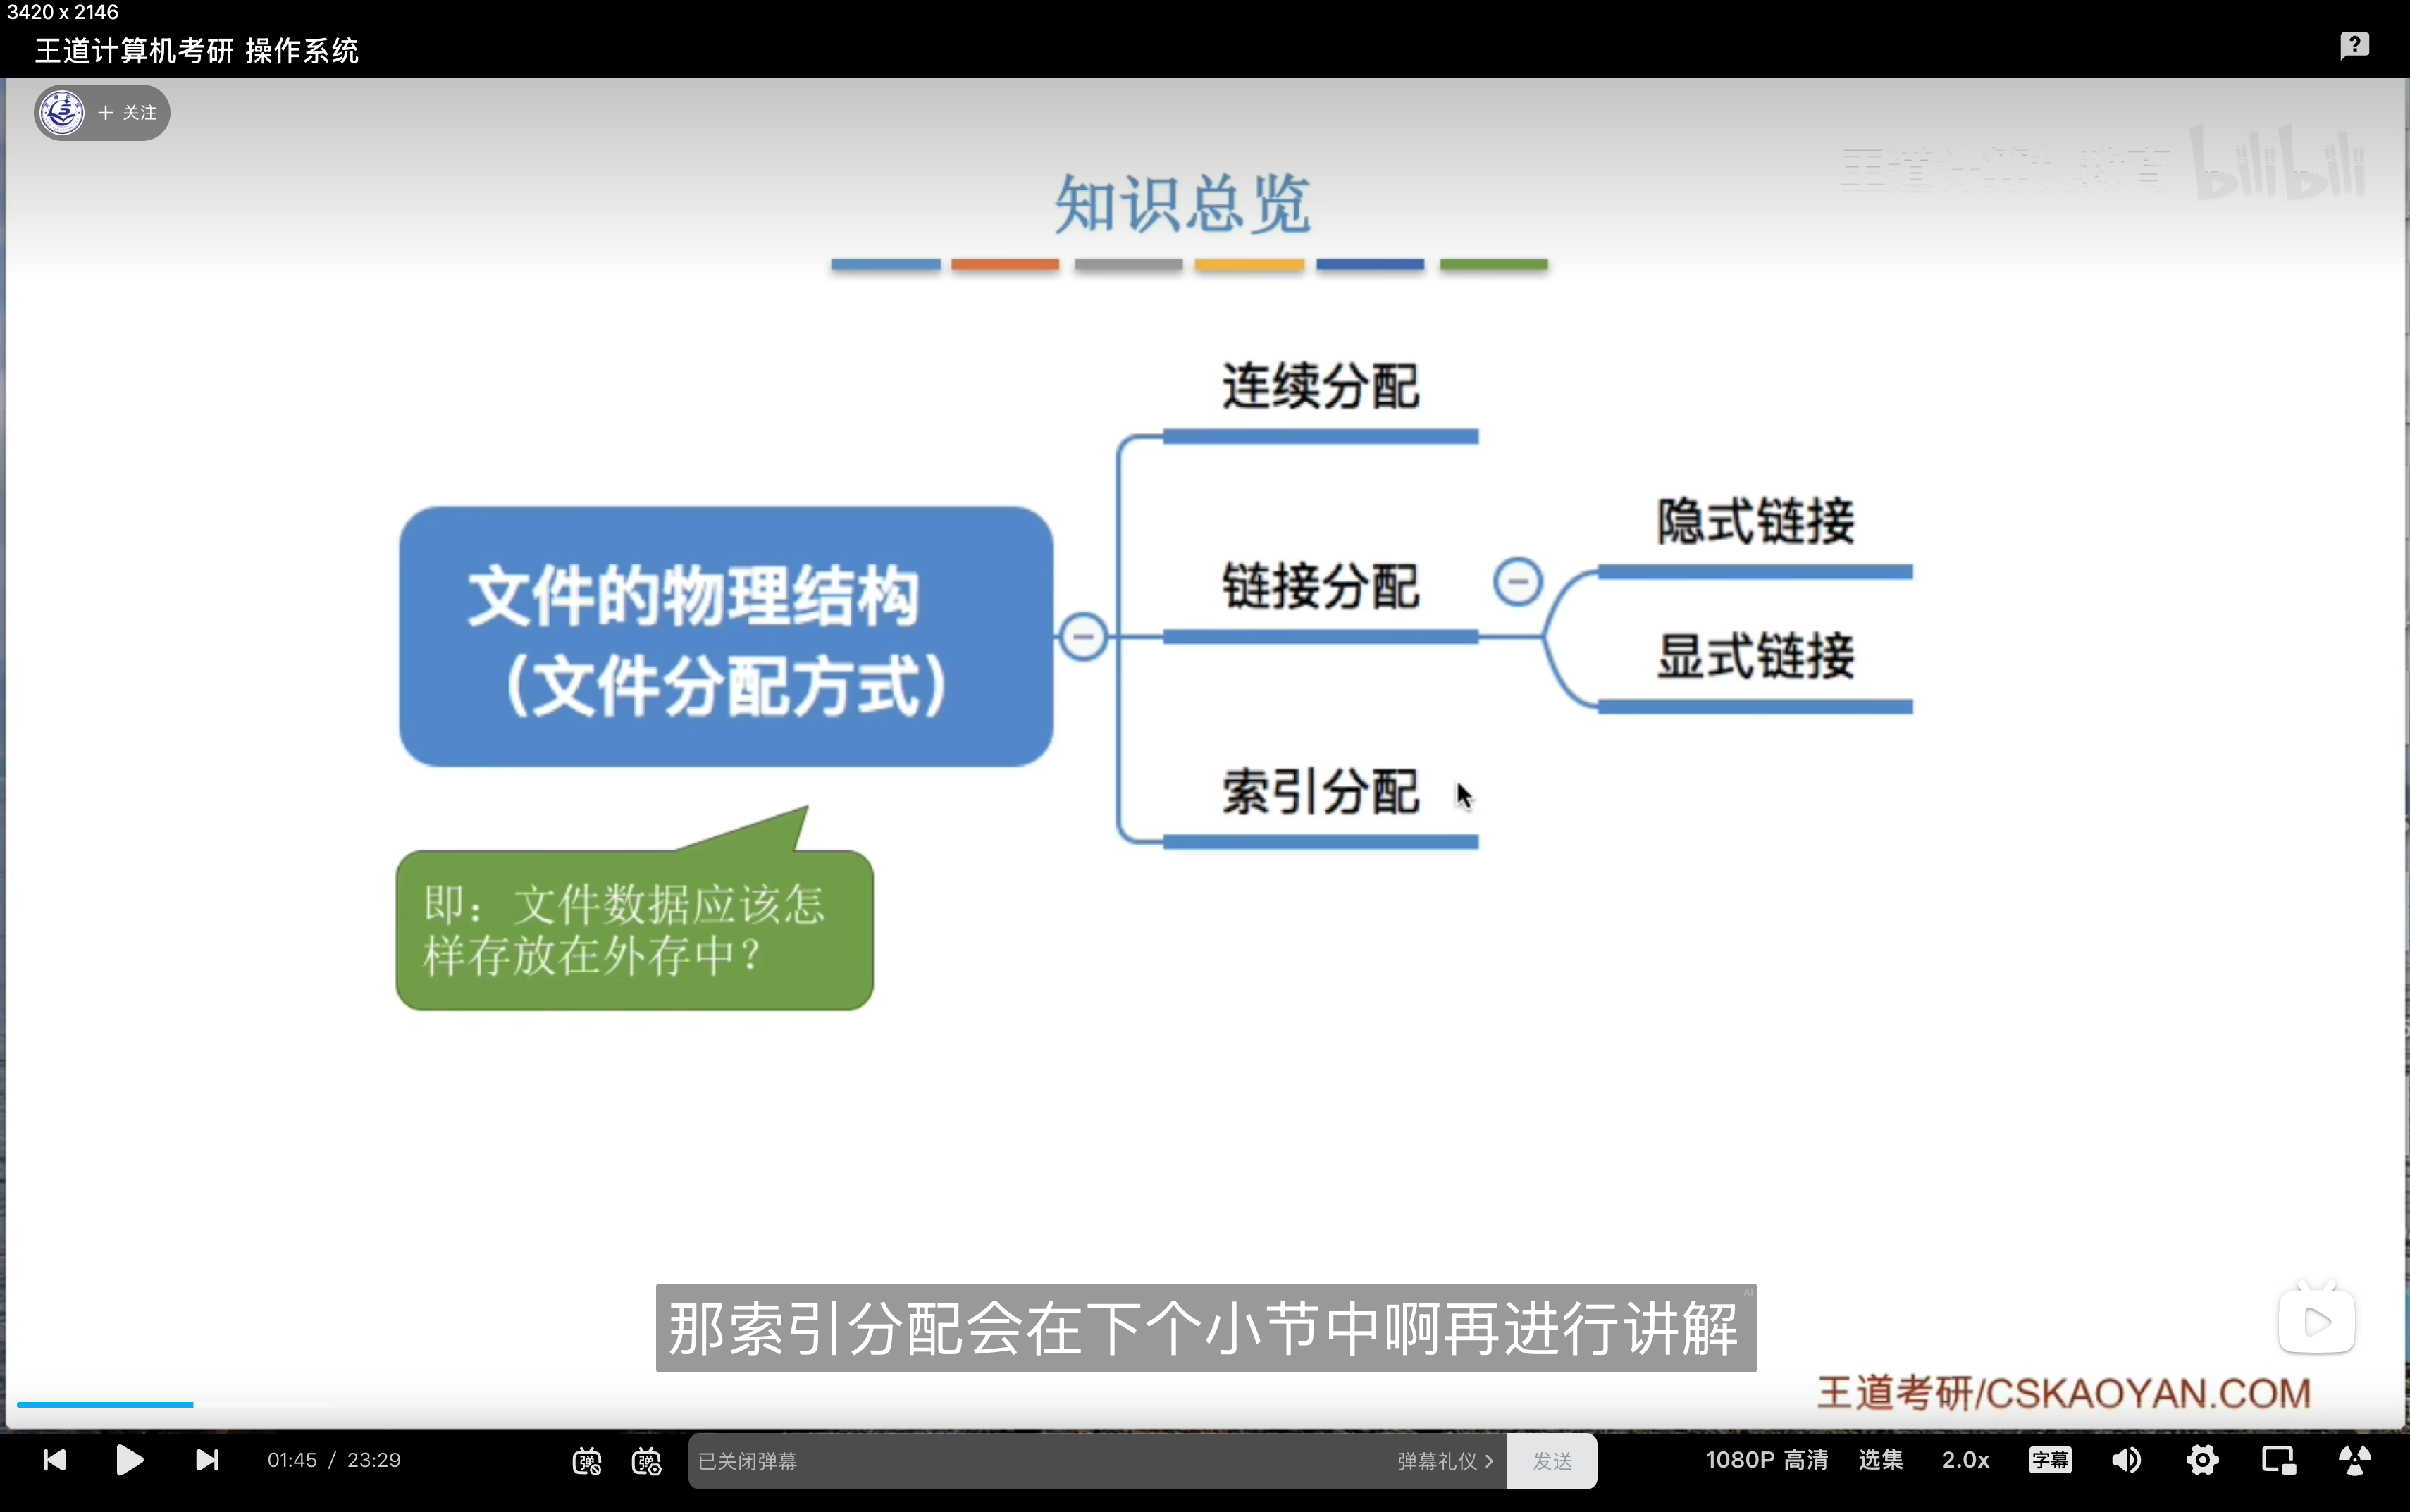 3420 x 2146
王道计算机考研 操作系统
+ 关注
王道计算机教育 bilibili
知识总览
连续分配
隐式链接
文件的物理结构
链接分配
(文件分配方式)
显式链接
索引分配
即：文件数据应该怎
样存放在外存中？
AI
那索引分配会在下个小节中啊再进行讲解
王道考研/CSKAOYAN.COM
01:45 / 23:29
弹
弹
已关闭弹幕
弹幕礼仪 >
发送
1080P 高清
选集
2.0x
字幕